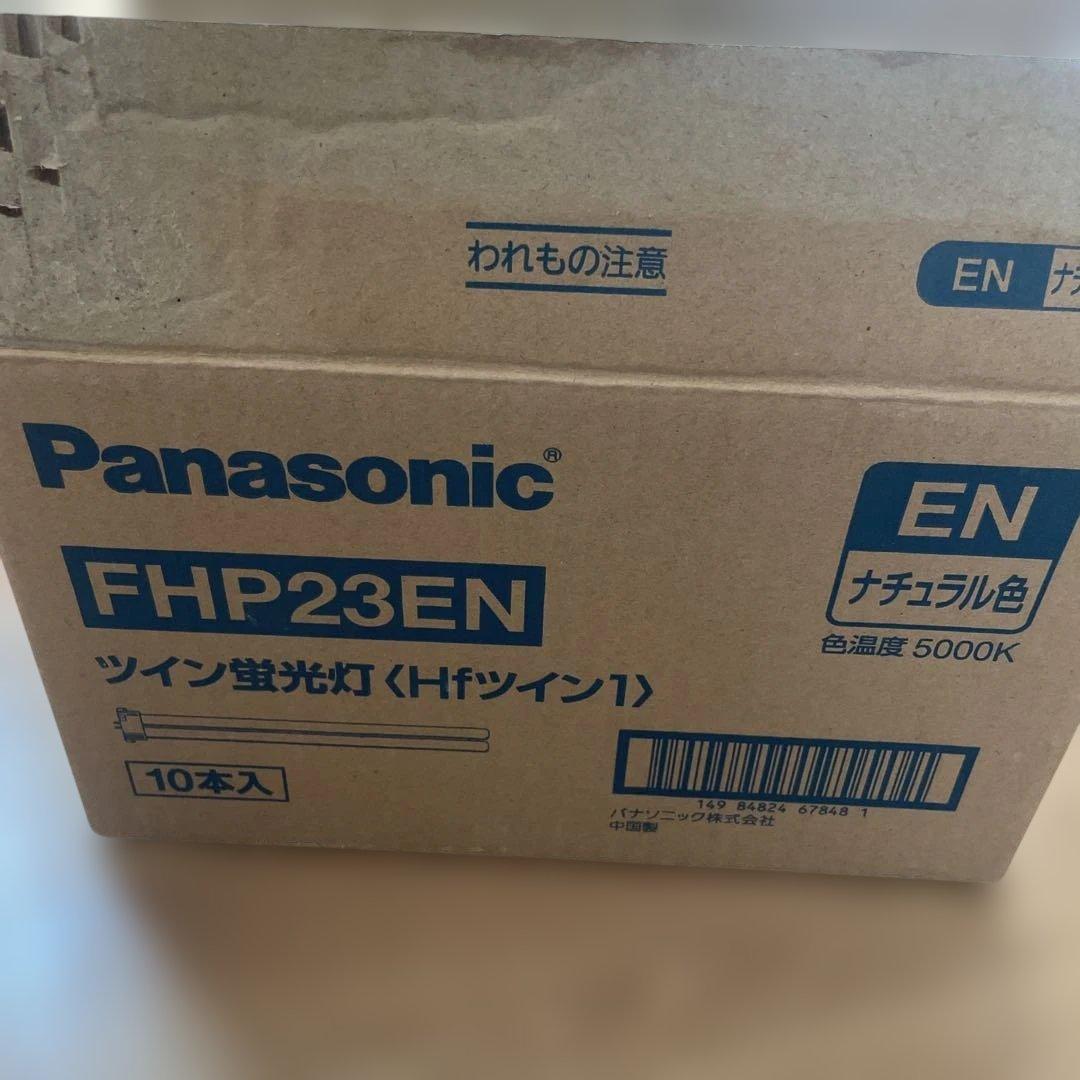 われもの注意
EN ナチ
Panasonic®
FHP23EN
ツイン蛍光灯〈Hfツイン1〉
10本入
EN
ナチュラル色
色温度 5000K
149 84824 67848 1
パナソニック株式会社
中国製